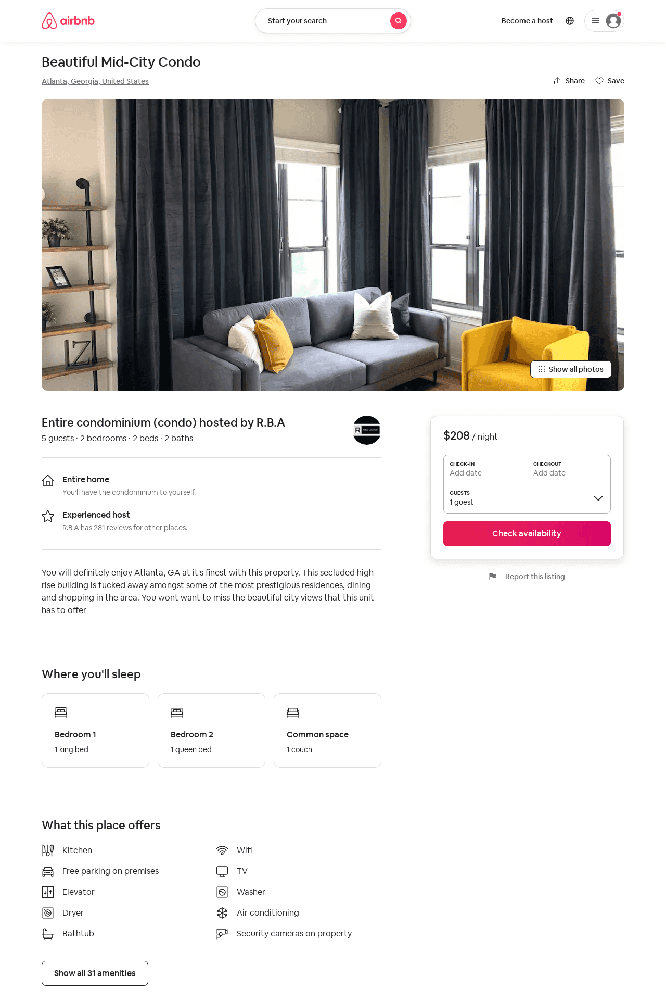 airbnb
Start your search
Become a host
Beautiful Mid-City Condo
Atlanta, Georgia, United States
Share
Save
Show all photos
Entire condominium (condo) hosted by R.B.A
5 guests · 2 bedrooms · 2 beds · 2 baths
R RBA LIVING
Entire home
You'll have the condominium to yourself.
Experienced host
R.B.A has 281 reviews for other places.
You will definitely enjoy Atlanta, GA at it's finest with this property. This secluded high-
rise building is tucked away amongst some of the most prestigious residences, dining
and shopping in the area. You wont want to miss the beautiful city views that this unit
has to offer
$208 / night
CHECK-IN
Add date
CHECKOUT
Add date
GUESTS
1 guest
Check availability
Report this listing
Where you'll sleep
Bedroom 1
1 king bed
Bedroom 2
1 queen bed
Common space
1 couch
What this place offers
Kitchen
Wifi
Free parking on premises
TV
Elevator
Washer
Dryer
Air conditioning
Bathtub
Security cameras on property
Show all 31 amenities